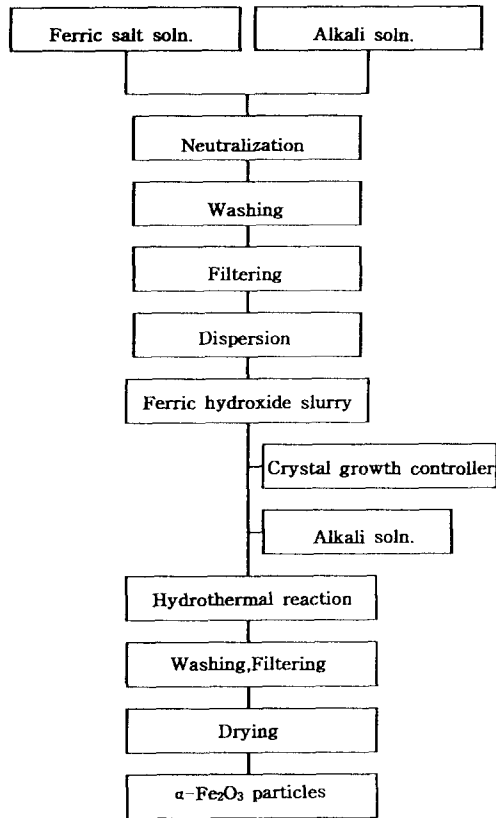 Ferric salt soln.
Alkali soln.
Neutralization
Washing
Filtering
Dispersion
Ferric hydroxide slurry
Crystal growth controller
Alkali soln.
Hydrothermal reaction
Washing,Filtering
Drying
α-Fe₂O₃ particles